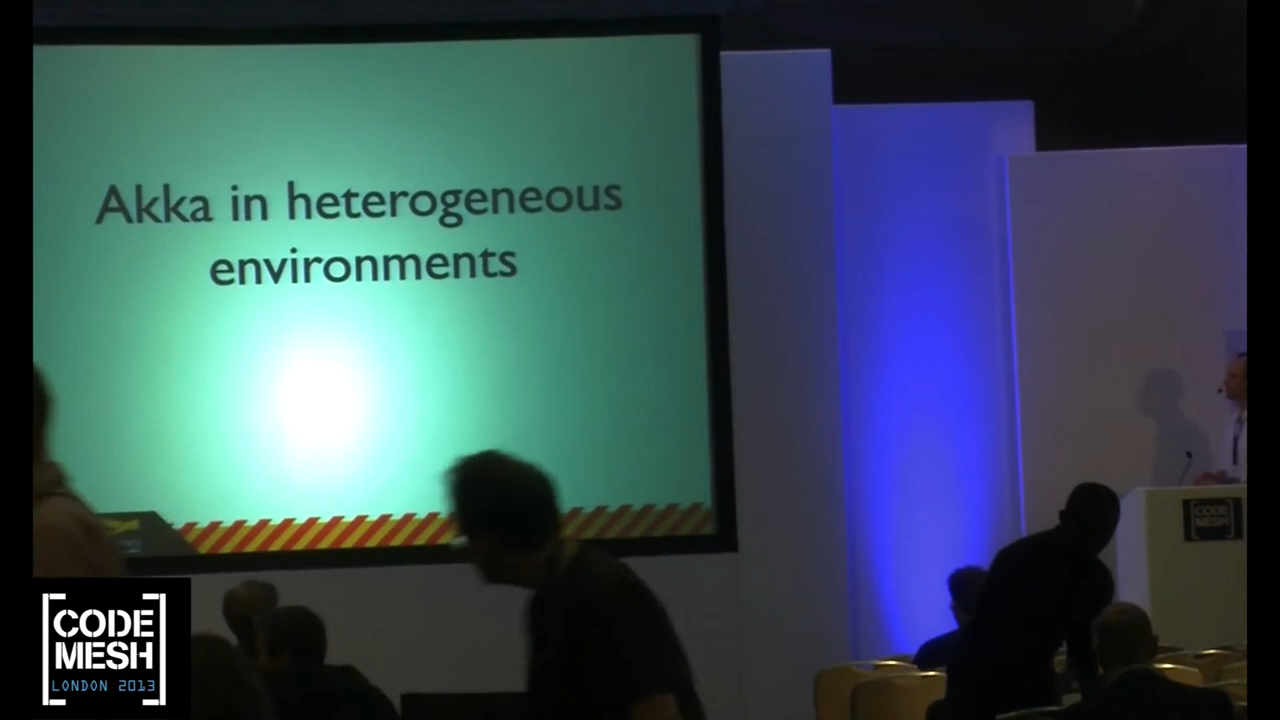 Akka in heterogeneous
environments
CODE
MESH
CODE
MESH
LONDON 2013